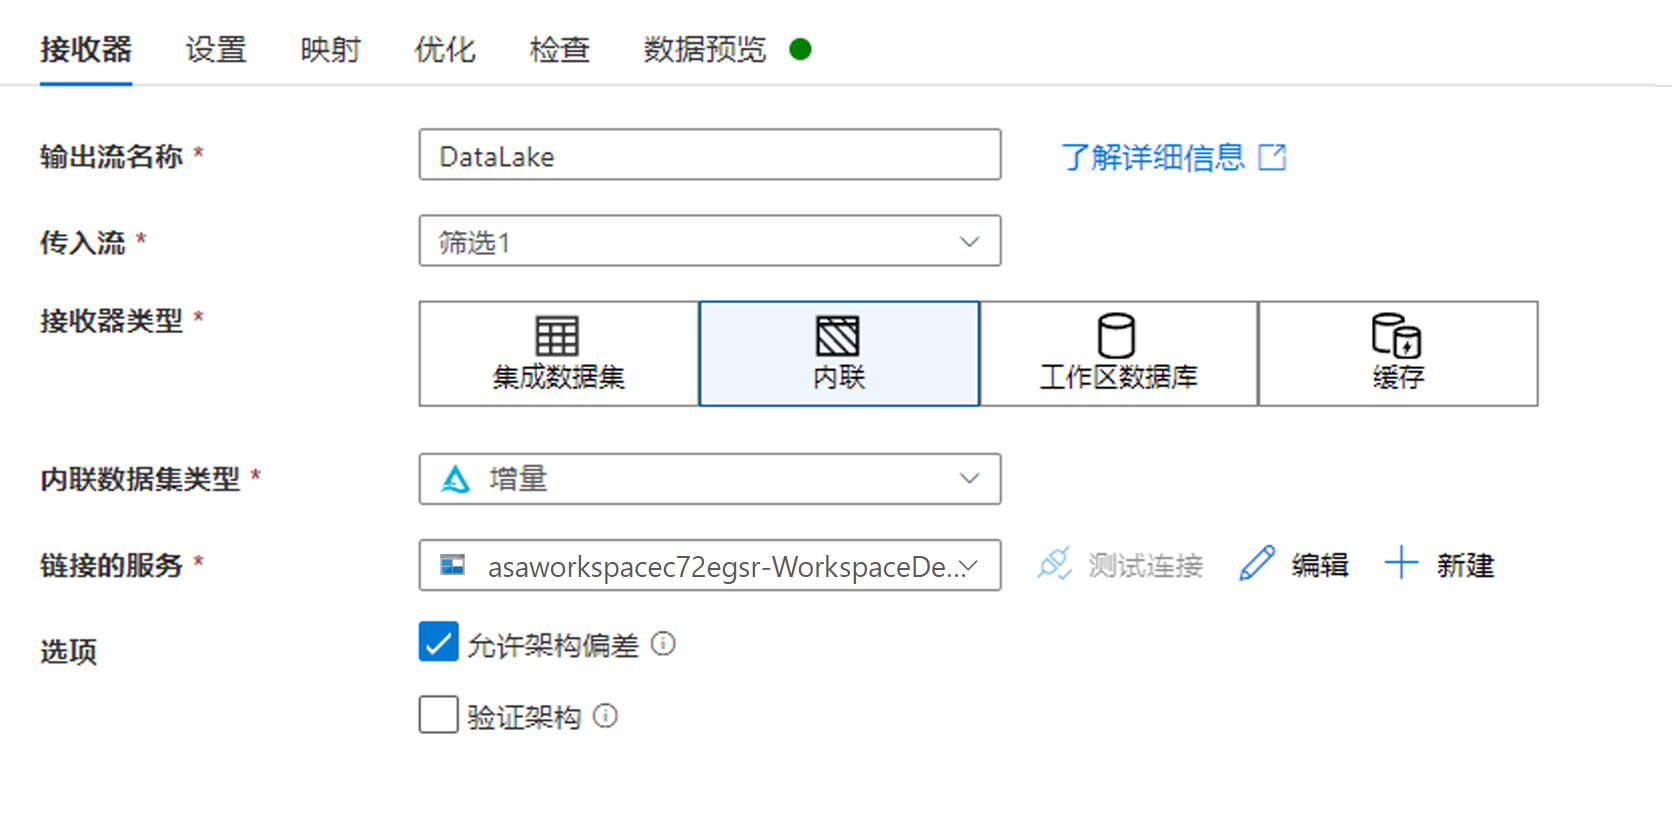 接收器 设置 映射 优化 检查 数据预览
输出流名称 * DataLake 了解详细信息
传入流 * 筛选1
接收器类型 * 集成数据集 内联 工作区数据库 缓存
内联数据集类型 * 增量
链接的服务 * asaworkspacec72egsr-WorkspaceDe... 测试连接 编辑 新建
选项 允许架构偏差
验证架构